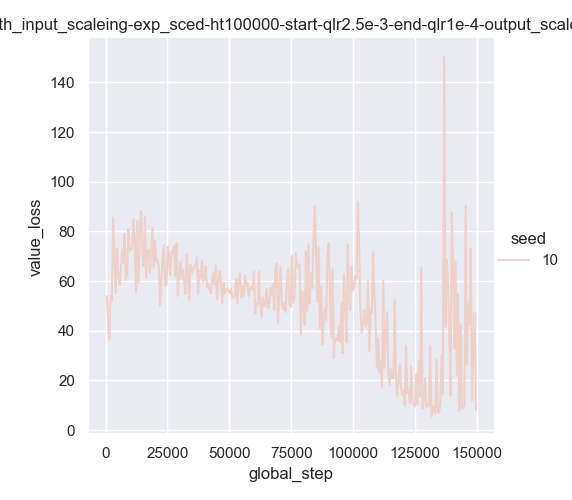 th_input_scaleing-exp_sced-ht100000-start-qlr2.5e-3-end-qlr1e-4-output_scale
140
120
100
80
60
40
20
0
value_loss
0 25000 50000 75000 100000 125000 150000
global_step
seed
10